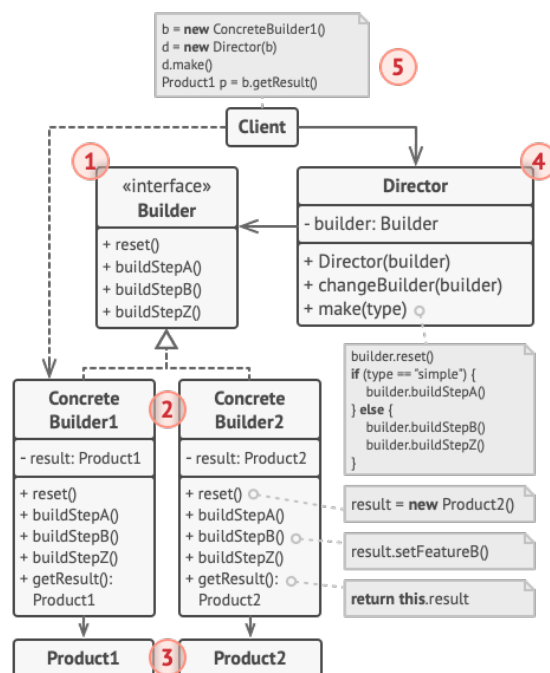 b = new ConcreteBuilder1()
d = new Director(b)
d.make()
Product1 p = b.getResult()
5
Client
1
«interface»
Builder
+ reset()
+ buildStepA()
+ buildStepB()
+ buildStepZ()
4
Director
- builder: Builder
+ Director(builder)
+ changeBuilder(builder)
+ make(type)
builder.reset()
if (type == "simple") {
builder.buildStepA()
} else {
builder.buildStepB()
builder.buildStepZ()
}
2
Concrete
Builder1
- result: Product1
+ reset()
+ buildStepA()
+ buildStepB()
+ buildStepZ()
+ getResult():
Product1
Concrete
Builder2
- result: Product2
+ reset()
+ buildStepA()
+ buildStepB()
+ buildStepZ()
+ getResult():
Product2
result = new Product2()
result.setFeatureB()
return this.result
3
Product1
Product2